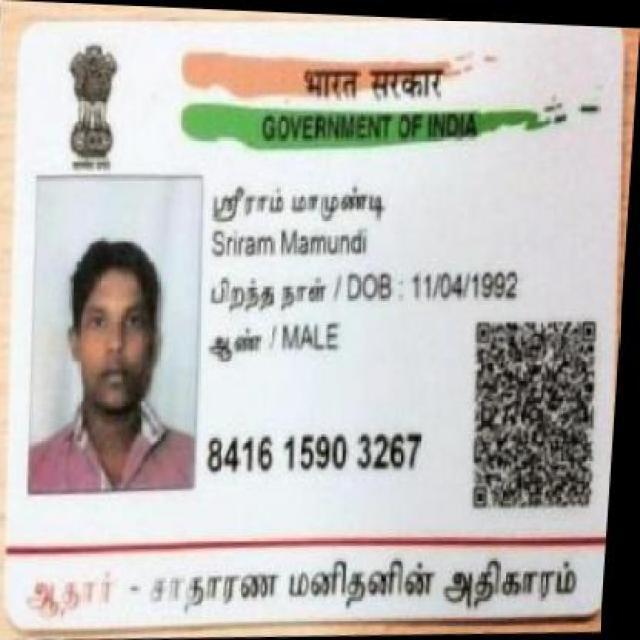 भारत सरकार
GOVERNMENT OF INDIA
ஸ்ரீராம் மாமுண்டி
Sriram Mamundi
பிறந்த நாள் / DOB : 11/04/1992
ஆண் / MALE
8416 1590 3267
ஆதார் - சாதாரண மனிதனின் அதிகாரம்